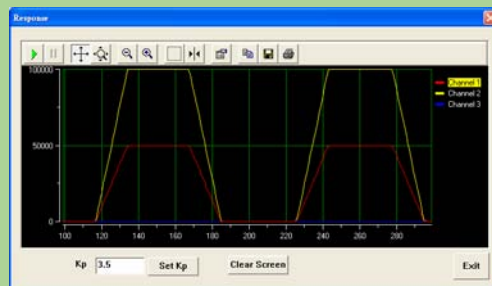 Response
100000
50000
0
100 120 140 160 180 200 220 240 260 280
Channel 1
Channel 2
Channel 3
Kp 3.5 Set Kp Clear Screen Exit